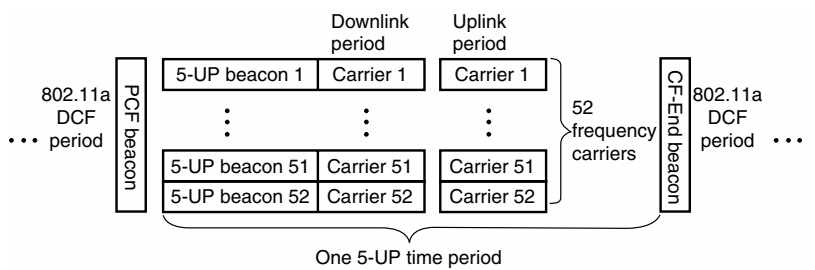 Downlink period
Uplink period
802.11a DCF period
PCF beacon
5-UP beacon 1
Carrier 1
Carrier 1
5-UP beacon 51
Carrier 51
Carrier 51
5-UP beacon 52
Carrier 52
Carrier 52
52 frequency carriers
CF-End beacon
802.11a DCF period
One 5-UP time period